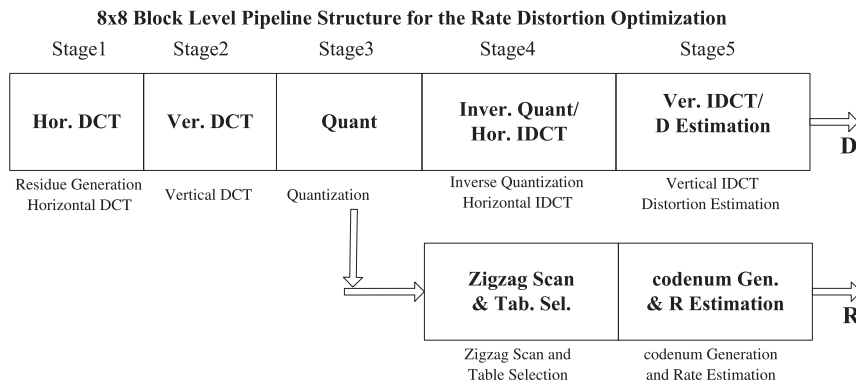 8x8 Block Level Pipeline Structure for the Rate Distortion Optimization
Stage1 Stage2 Stage3 Stage4 Stage5
Hor. DCT
Ver. DCT
Quant
Inver. Quant/
Hor. IDCT
Ver. IDCT/
D Estimation
D
Residue Generation
Horizontal DCT
Vertical DCT
Quantization
Inverse Quantization
Horizontal IDCT
Vertical IDCT
Distortion Estimation
Zigzag Scan
& Tab. Sel.
codenum Gen.
& R Estimation
R
Zigzag Scan and
Table Selection
codenum Generation
and Rate Estimation